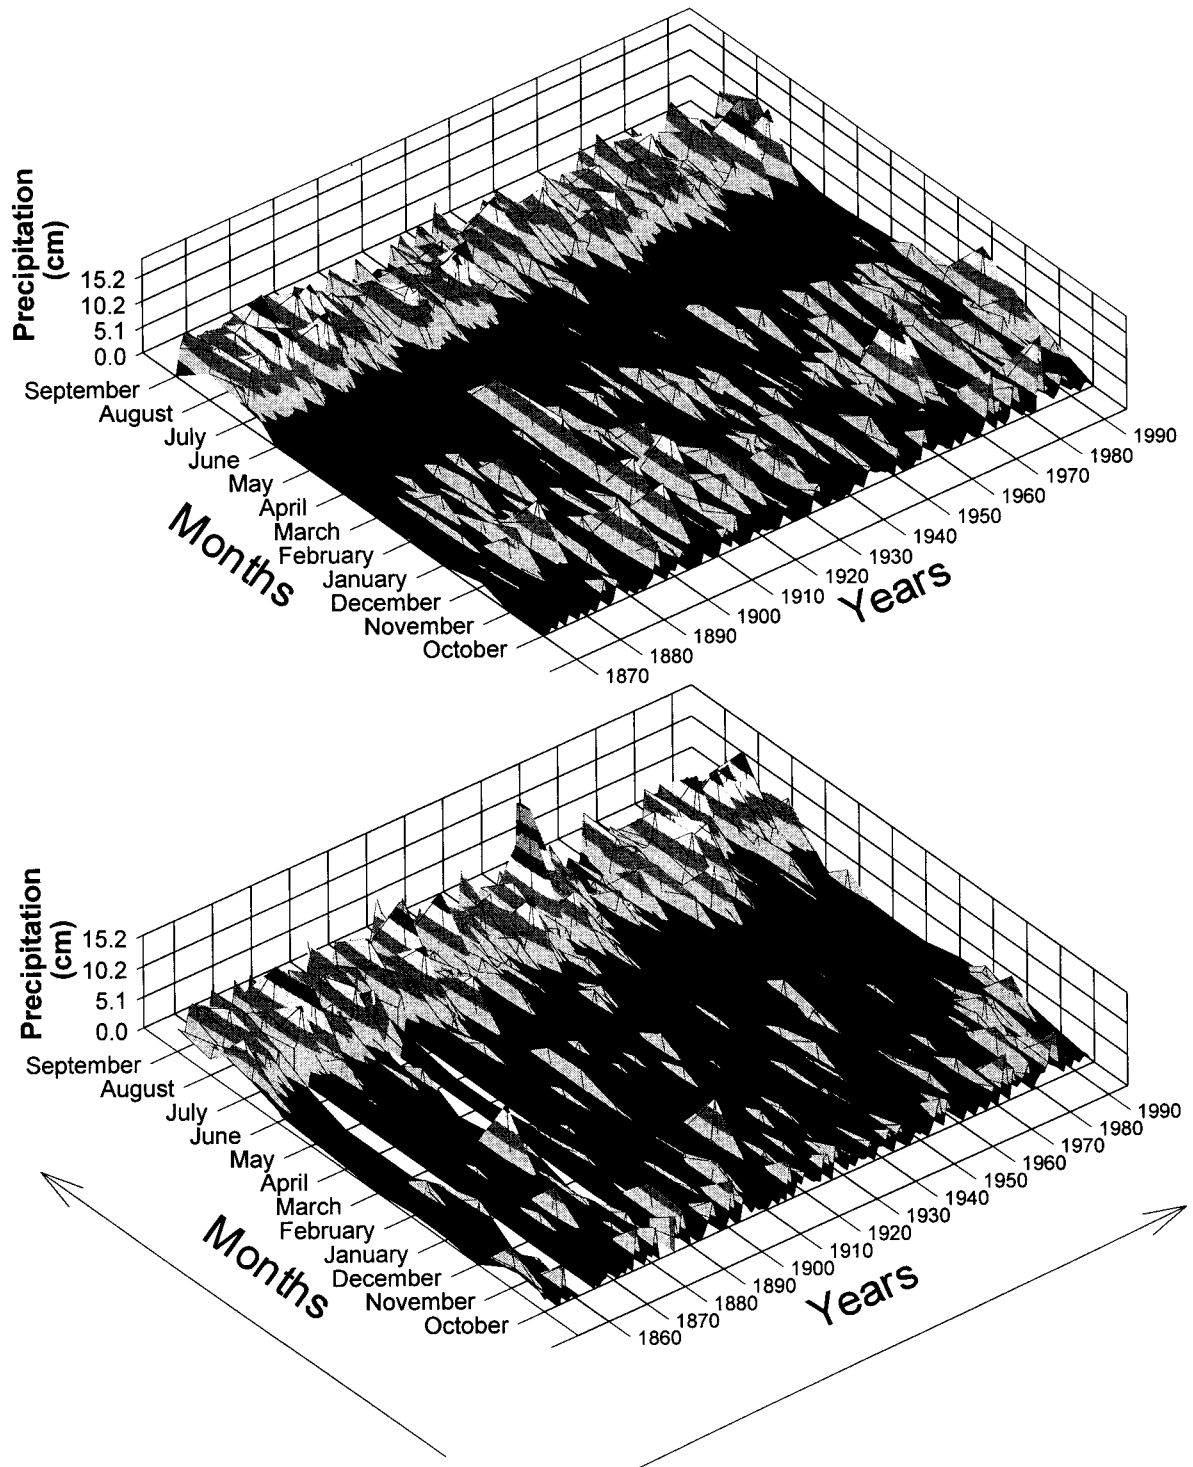 Precipitation
(cm)
15.2
10.2
5.1
0.0
September
August
July
June
May
April
March
February
January
December
November
October
Months
1870
1880
1890
1900
1910
1920
1930
1940
1950
1960
1970
1980
1990
Years
Precipitation
(cm)
15.2
10.2
5.1
0.0
September
August
July
June
May
April
March
February
January
December
November
October
Months
1860
1870
1880
1890
1900
1910
1920
1930
1940
1950
1960
1970
1980
1990
Years